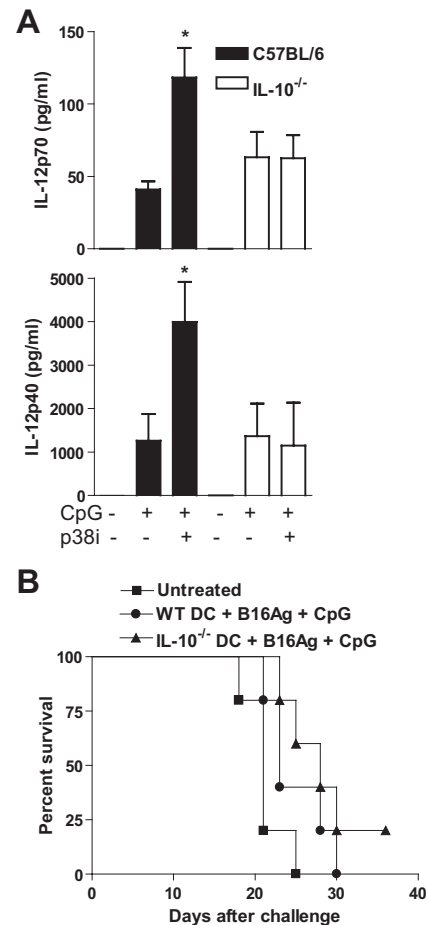 A
IL-12p70 (pg/ml)
150
100
50
0
*
C57BL/6
IL-10-/-
IL-12p40 (pg/ml)
5000
4000
3000
2000
1000
0
*
CpG - + + - + +
p38i - - + - - +
B
Untreated
WT DC + B16Ag + CpG
IL-10-/- DC + B16Ag + CpG
Percent survival
100
75
50
25
0
0 10 20 30 40
Days after challenge